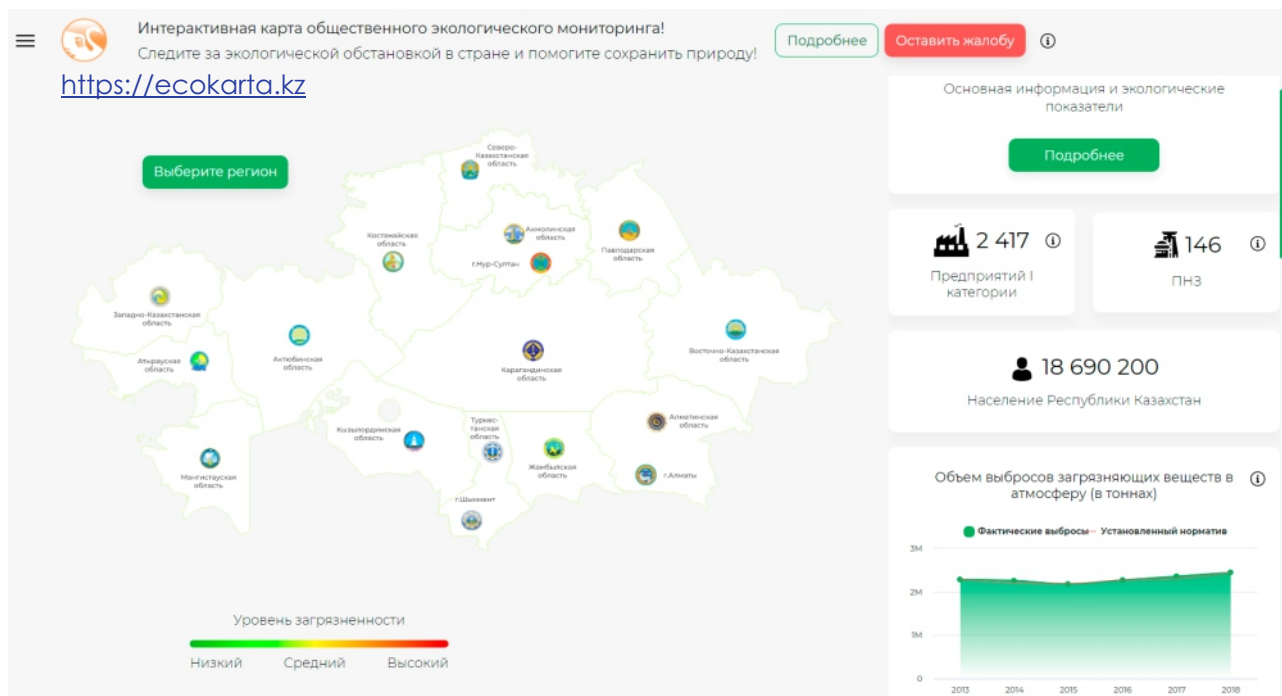 Интерактивная карта общественного экологического мониторинга!
Следите за экологической обстановкой в стране и помогите сохранить природу!
Подробнее
Оставить жалобу
https://ecokarta.kz
Выберите регион
Северо-
Казахстанская
область
Костанайская
область
Акмолинская
область
г.Нур-Султан
Павлодарская
область
Западно-Казахстанская
область
Атырауская
область
Актюбинская
область
Карагандинская
область
Восточно-Казахстанская
область
Мангистауская
область
Кызылординская
область
Туркес-
танская
область
Жамбылская
область
Алматинская
область
г.Алматы
г.Шымкент
Уровень загрязненности
Низкий Средний Высокий
Основная информация и экологические
показатели
Подробнее
2 417
Предприятий I
категории
146
ПНЗ
18 690 200
Население Республики Казахстан
Объем выбросов загрязняющих веществ в
атмосферу (в тоннах)
Фактические выбросы Установленный норматив
3M
2M
1M
0
2013 2014 2015 2016 2017 2018